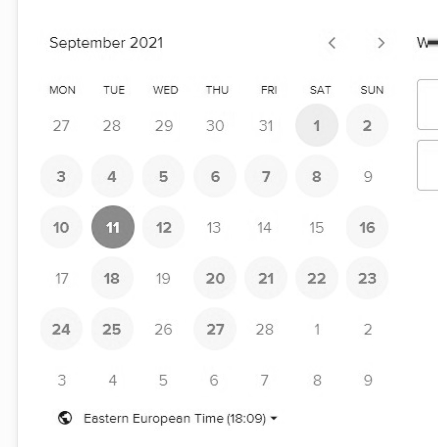 September 2021
MON TUE WED THU FRI SAT SUN
27 28 29 30 31 1 2
3 4 5 6 7 8 9
10 11 12 13 14 15 16
17 18 19 20 21 22 23
24 25 26 27 28 1 2
3 4 5 6 7 8 9
Eastern European Time (18:09)